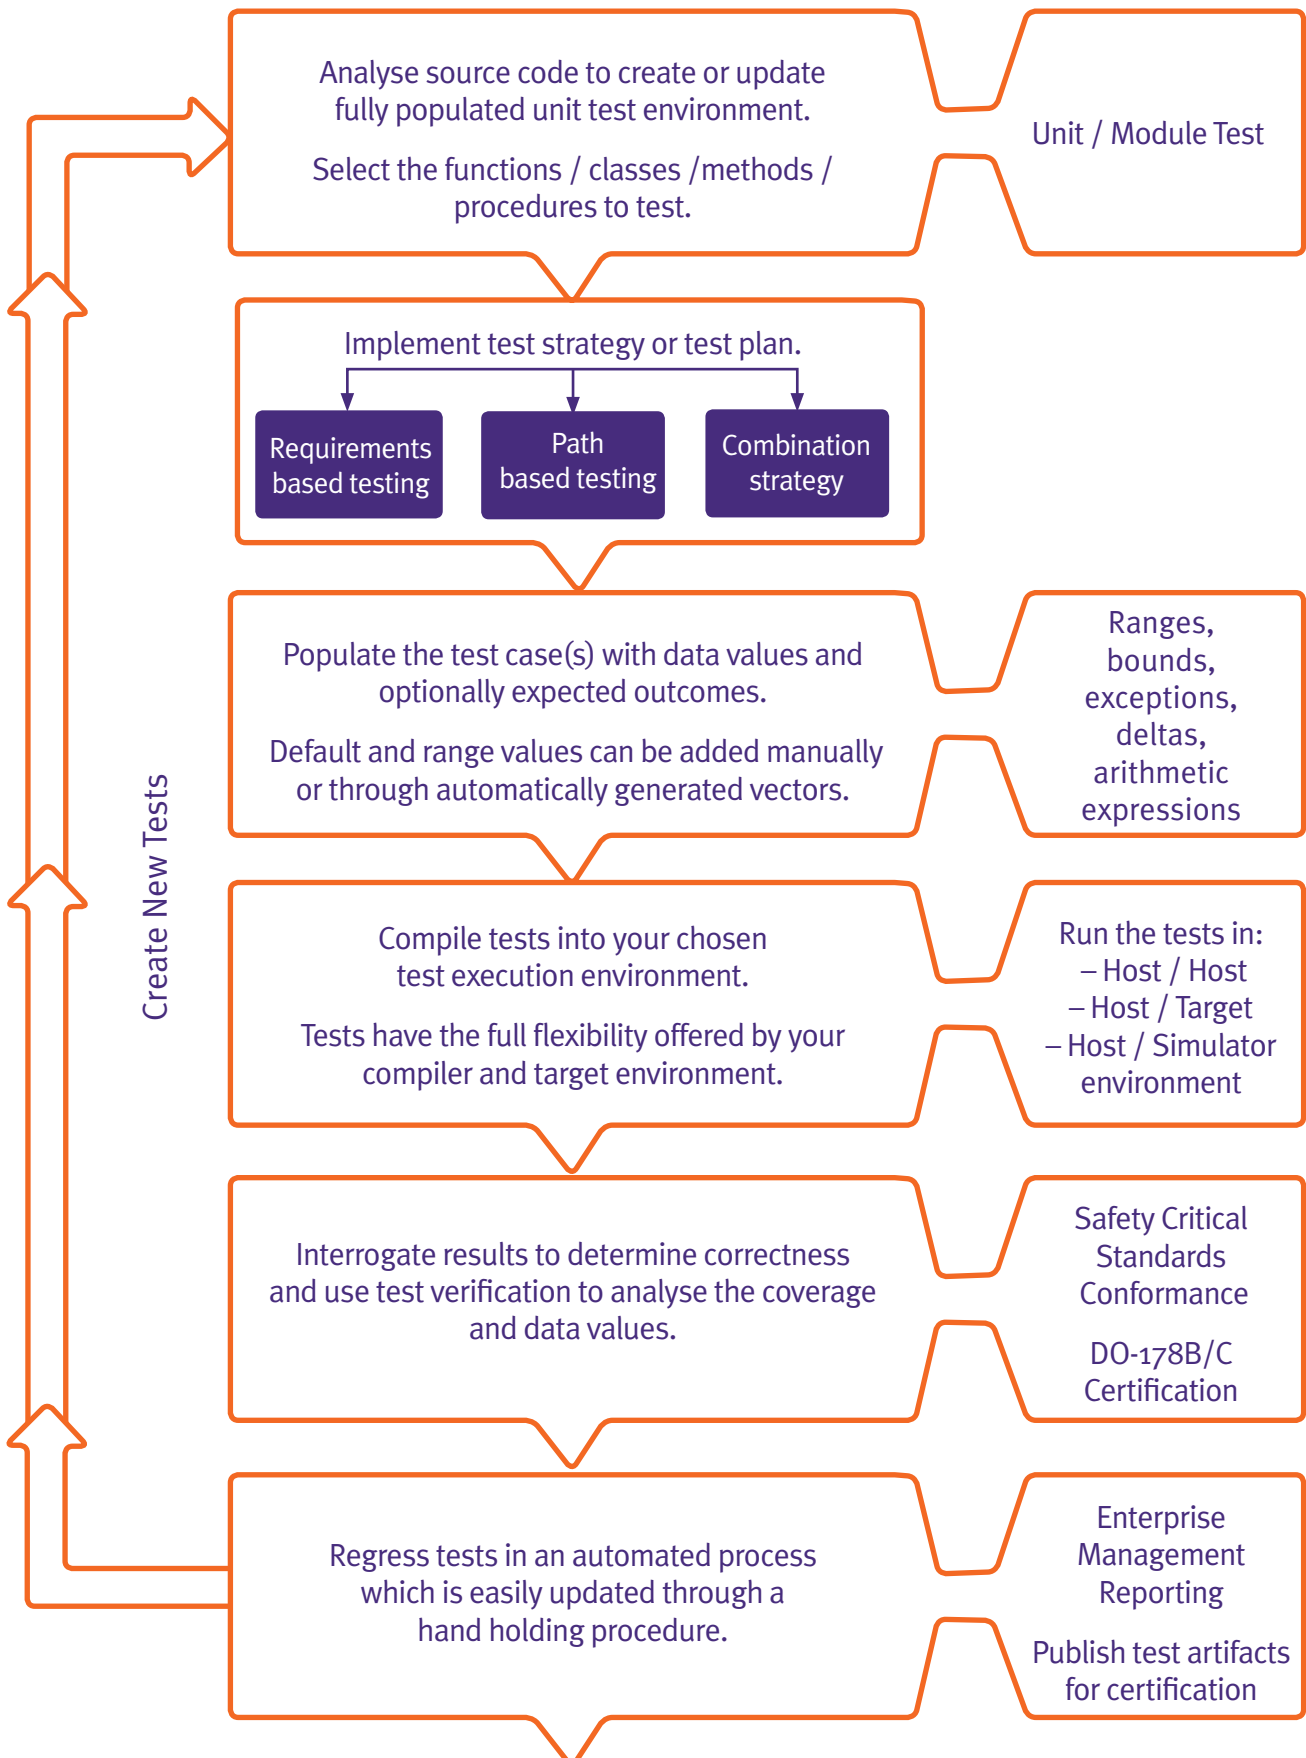 Analyse source code to create or update
fully populated unit test environment.
Select the functions / classes /methods /
procedures to test.
Unit / Module Test
Implement test strategy or test plan.
Requirements
based testing
Path
based testing
Combination
strategy
Populate the test case(s) with data values and
optionally expected outcomes.
Default and range values can be added manually
or through automatically generated vectors.
Ranges,
bounds,
exceptions,
deltas,
arithmetic
expressions
Create New Tests
Compile tests into your chosen
test execution environment.
Tests have the full flexibility offered by your
compiler and target environment.
Run the tests in:
– Host / Host
– Host / Target
– Host / Simulator
environment
Interrogate results to determine correctness
and use test verification to analyse the coverage
and data values.
Safety Critical
Standards
Conformance
DO-178B/C
Certification
Regress tests in an automated process
which is easily updated through a
hand holding procedure.
Enterprise
Management
Reporting
Publish test artifacts
for certification